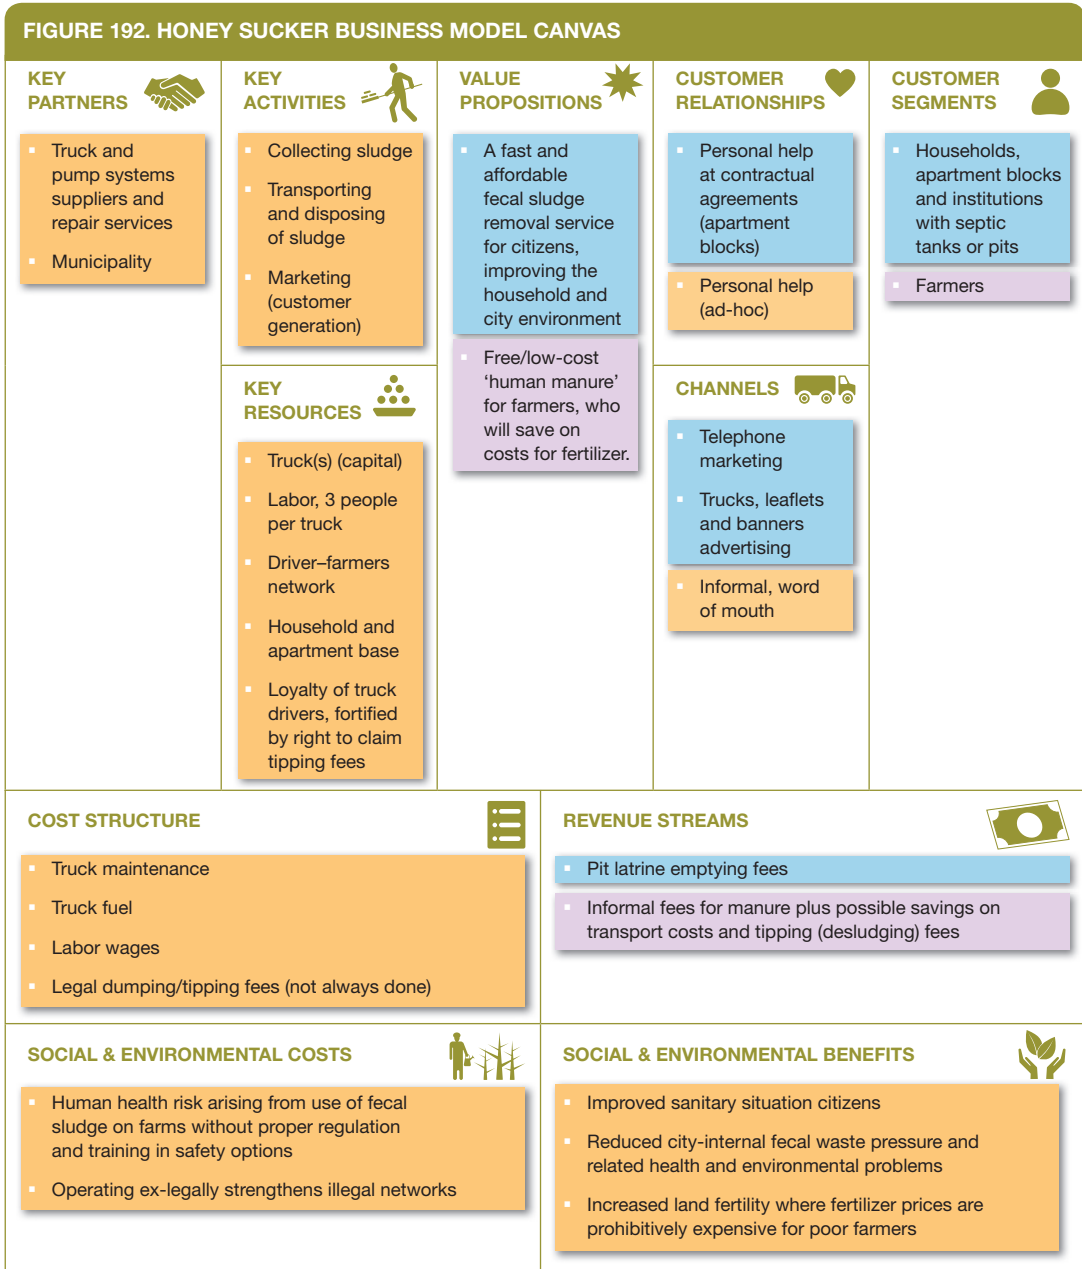 FIGURE 192. HONEY SUCKER BUSINESS MODEL CANVAS
KEY
PARTNERS
▪ Truck and
pump systems
suppliers and
repair services
▪ Municipality
KEY
ACTIVITIES
▪ Collecting sludge
▪ Transporting
and disposing
of sludge
▪ Marketing
(customer
generation)
KEY
RESOURCES
▪ Truck(s) (capital)
▪ Labor, 3 people
per truck
▪ Driver–farmers
network
▪ Household and
apartment base
▪ Loyalty of truck
drivers, fortified
by right to claim
tipping fees
VALUE
PROPOSITIONS
▪ A fast and
affordable
fecal sludge
removal service
for citizens,
improving the
household and
city environment
▪ Free/low-cost
‘human manure’
for farmers, who
will save on
costs for fertilizer.
CUSTOMER
RELATIONSHIPS
▪ Personal help
at contractual
agreements
(apartment
blocks)
▪ Personal help
(ad-hoc)
CHANNELS
▪ Telephone
marketing
▪ Trucks, leaflets
and banners
advertising
▪ Informal, word
of mouth
CUSTOMER
SEGMENTS
▪ Households,
apartment blocks
and institutions
with septic
tanks or pits
▪ Farmers
COST STRUCTURE
▪ Truck maintenance
▪ Truck fuel
▪ Labor wages
▪ Legal dumping/tipping fees (not always done)
REVENUE STREAMS
▪ Pit latrine emptying fees
▪ Informal fees for manure plus possible savings on
transport costs and tipping (desludging) fees
SOCIAL & ENVIRONMENTAL COSTS
▪ Human health risk arising from use of fecal
sludge on farms without proper regulation
and training in safety options
▪ Operating ex-legally strengthens illegal networks
SOCIAL & ENVIRONMENTAL BENEFITS
▪ Improved sanitary situation citizens
▪ Reduced city-internal fecal waste pressure and
related health and environmental problems
▪ Increased land fertility where fertilizer prices are
prohibitively expensive for poor farmers